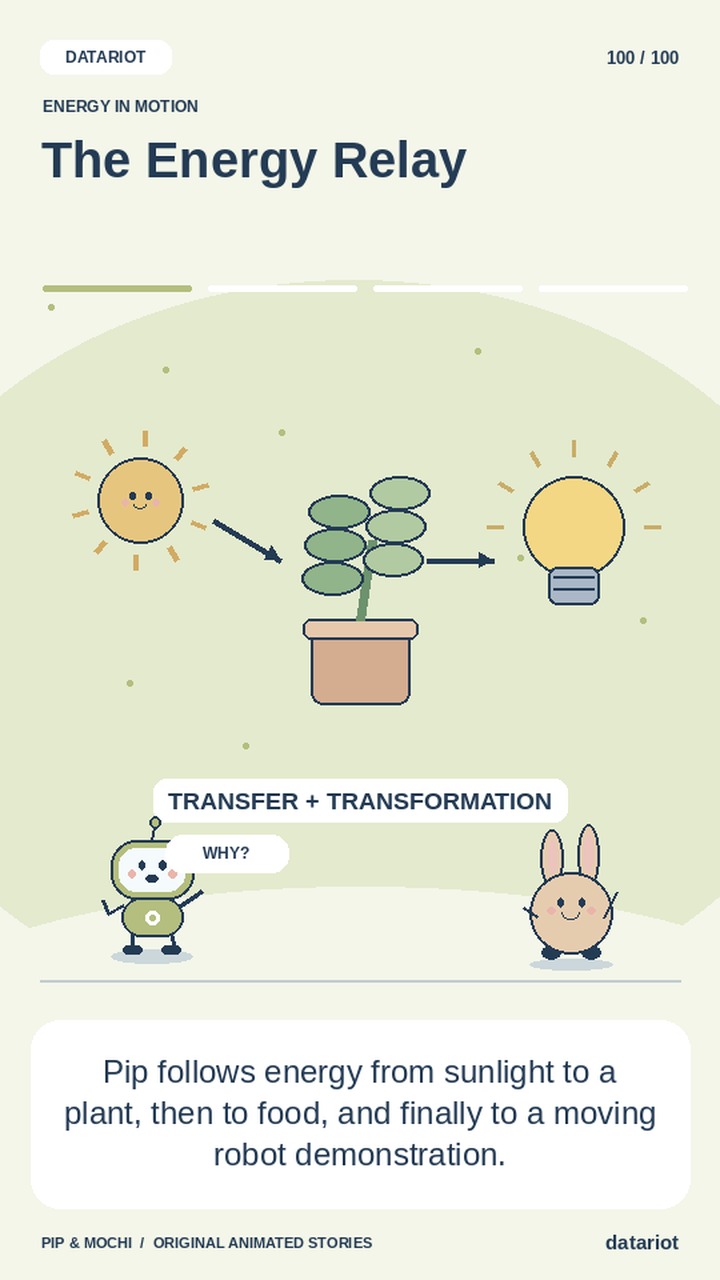 DATARIOT
100 / 100
ENERGY IN MOTION
The Energy Relay
TRANSFER + TRANSFORMATION
WHY?
Pip follows energy from sunlight to a
plant, then to food, and finally to a moving
robot demonstration.
PIP & MOCHI / ORIGINAL ANIMATED STORIES
datariot